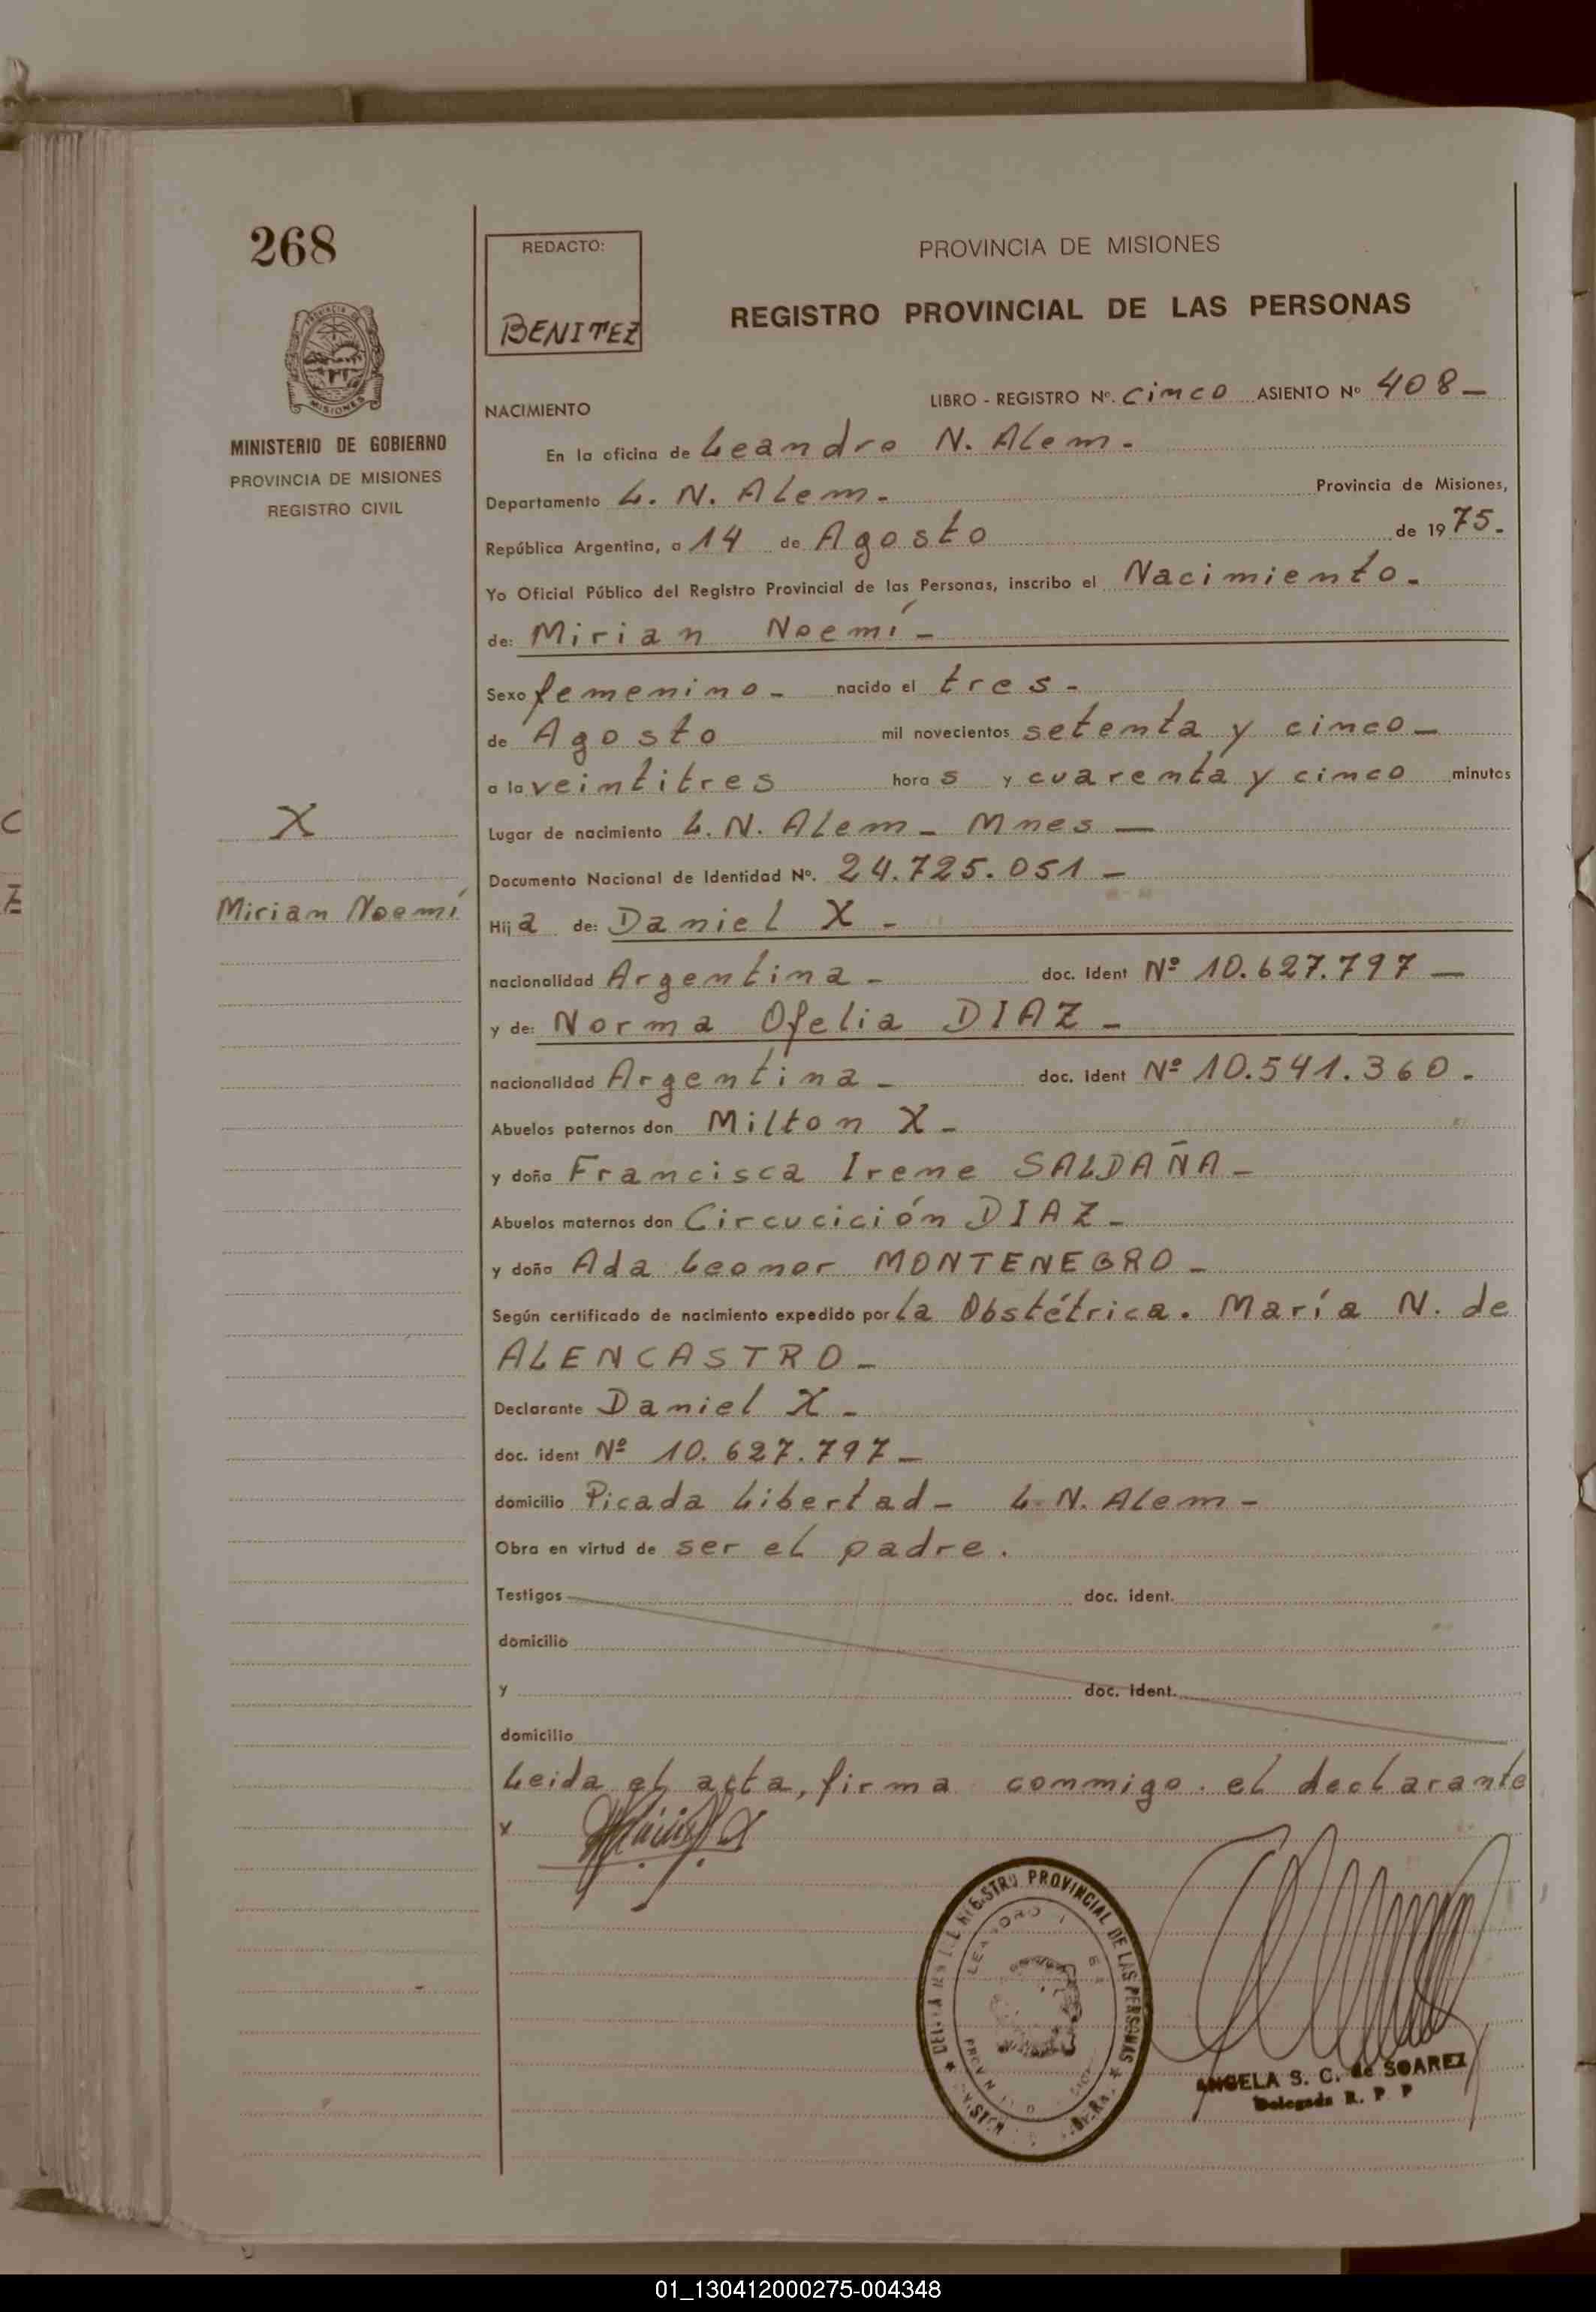 268
PROVINCIA DE
MISIONES
MINISTERIO DE GOBIERNO
PROVINCIA DE MISIONES
REGISTRO CIVIL
X
Mirian Noemí
REDACTO:
BENITEZ
PROVINCIA DE MISIONES
REGISTRO PROVINCIAL DE LAS PERSONAS
NACIMIENTO LIBRO - REGISTRO Nº. cinco ASIENTO Nº 408-
En la oficina de Leandro N. Alem.-
Departamento L. N. Alem.- Provincia de Misiones,
República Argentina, a 14 de Agosto de 1975.-
Yo Oficial Público del Registro Provincial de las Personas, inscribo el Nacimiento.-
de: Mirian Noemí-
Sexo femenino- nacido el tres-
de Agosto mil novecientos setenta y cinco-
a la veintitres horas y cuarenta y cinco minutos
Lugar de nacimiento L. N. Alem- Mnes-
Documento Nacional de Identidad Nº. 24.725.051-
Hija de: Daniel X-
nacionalidad Argentina- doc. ident Nº 10.627.797-
y de: Norma Ofelia DIAZ-
nacionalidad Argentina- doc. ident Nº 10.541.360.-
Abuelos paternos don Milton X-
y doña Francisca Irene SALDAÑA-
Abuelos maternos don Circucición DIAZ-
y doña Ada Leonor MONTENEGRO-
Según certificado de nacimiento expedido por la Obstétrica. María N. de
ALENCASTRO-
Declarante Daniel X-
doc. ident Nº 10.627.797-
domicilio Picada Libertad- L. N. Alem-
Obra en virtud de ser el padre.
Testigos doc. ident.
domicilio
y doc. ident.
domicilio
Leida el acta, firma conmigo. el declarante
x
REGISTRO PROVINCIAL DE LAS PERSONAS
ANGELA S. C. de SOAREZ
Delegada R. P. P
01_130412000275-004348